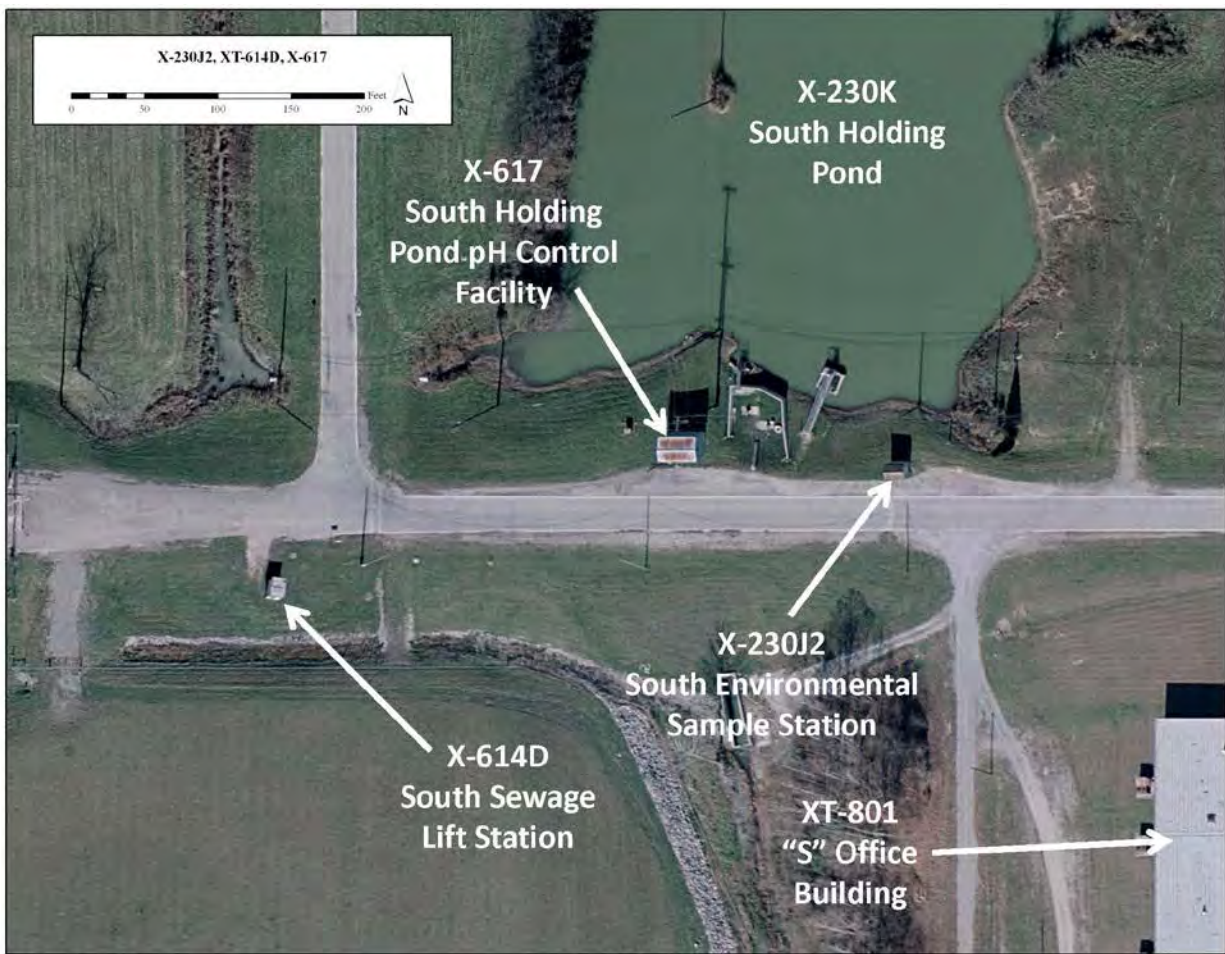 X-230J2, XT-614D, X-617
Feet
0 50 100 150 200
N
X-230K
South Holding
Pond
X-617
South Holding
Pond pH Control
Facility
X-230J2
South Environmental
Sample Station
X-614D
South Sewage
Lift Station
XT-801
“S” Office
Building